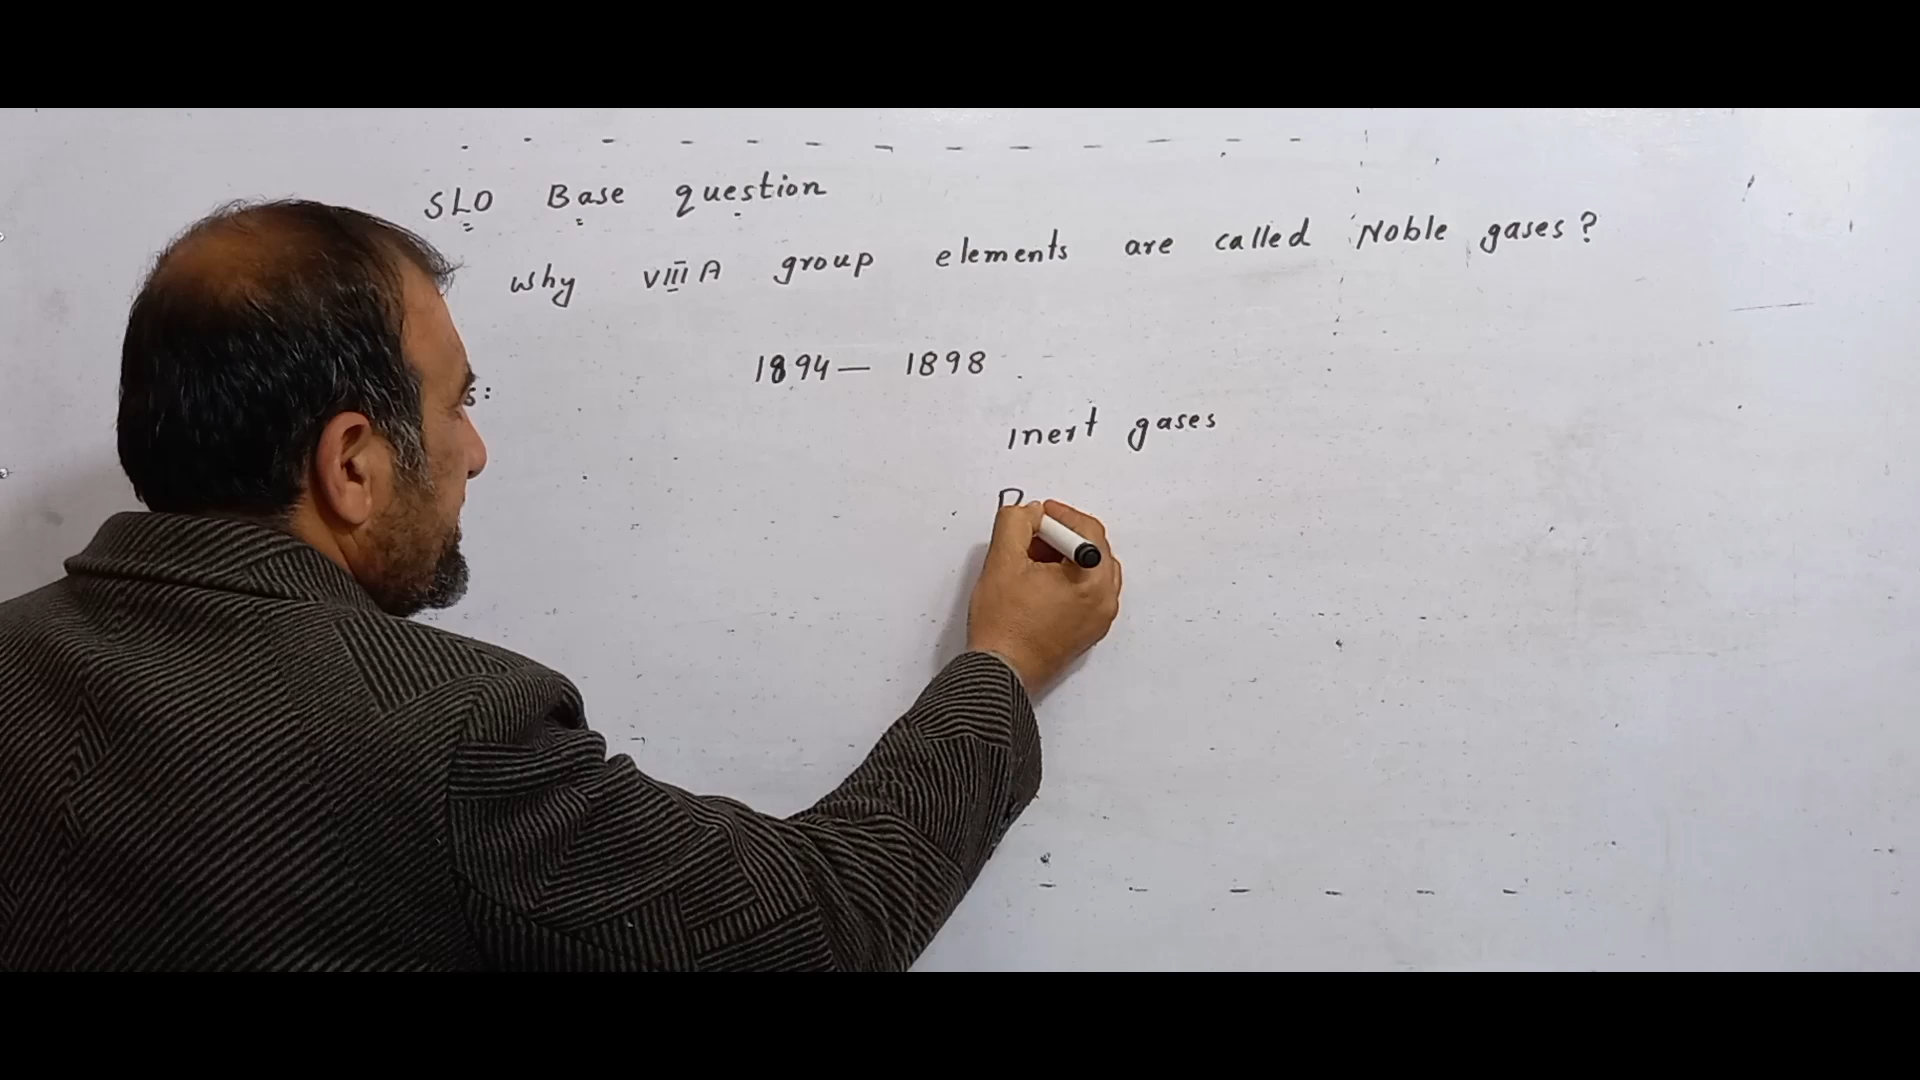 SLO Base question
why VIII A group elements are called Noble gases?
1894 — 1898
s:
Inert gases